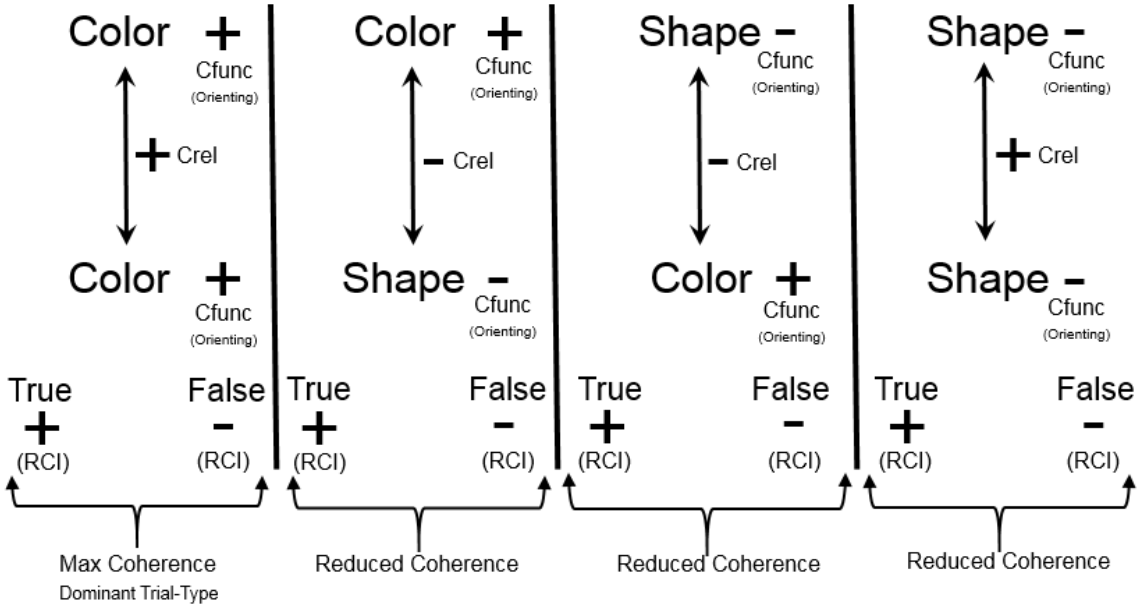 Color +
Cfunc
(Orienting)
+ Crel
Color +
Cfunc
(Orienting)
True False
+ -
(RCI) (RCI)
Max Coherence
Dominant Trial-Type
Color +
Cfunc
(Orienting)
- Crel
Shape -
Cfunc
(Orienting)
True False
+ -
(RCI) (RCI)
Reduced Coherence
Shape -
Cfunc
(Orienting)
- Crel
Color +
Cfunc
(Orienting)
True False
+ -
(RCI) (RCI)
Reduced Coherence
Shape -
Cfunc
(Orienting)
+ Crel
Shape -
Cfunc
(Orienting)
True False
+ -
(RCI) (RCI)
Reduced Coherence